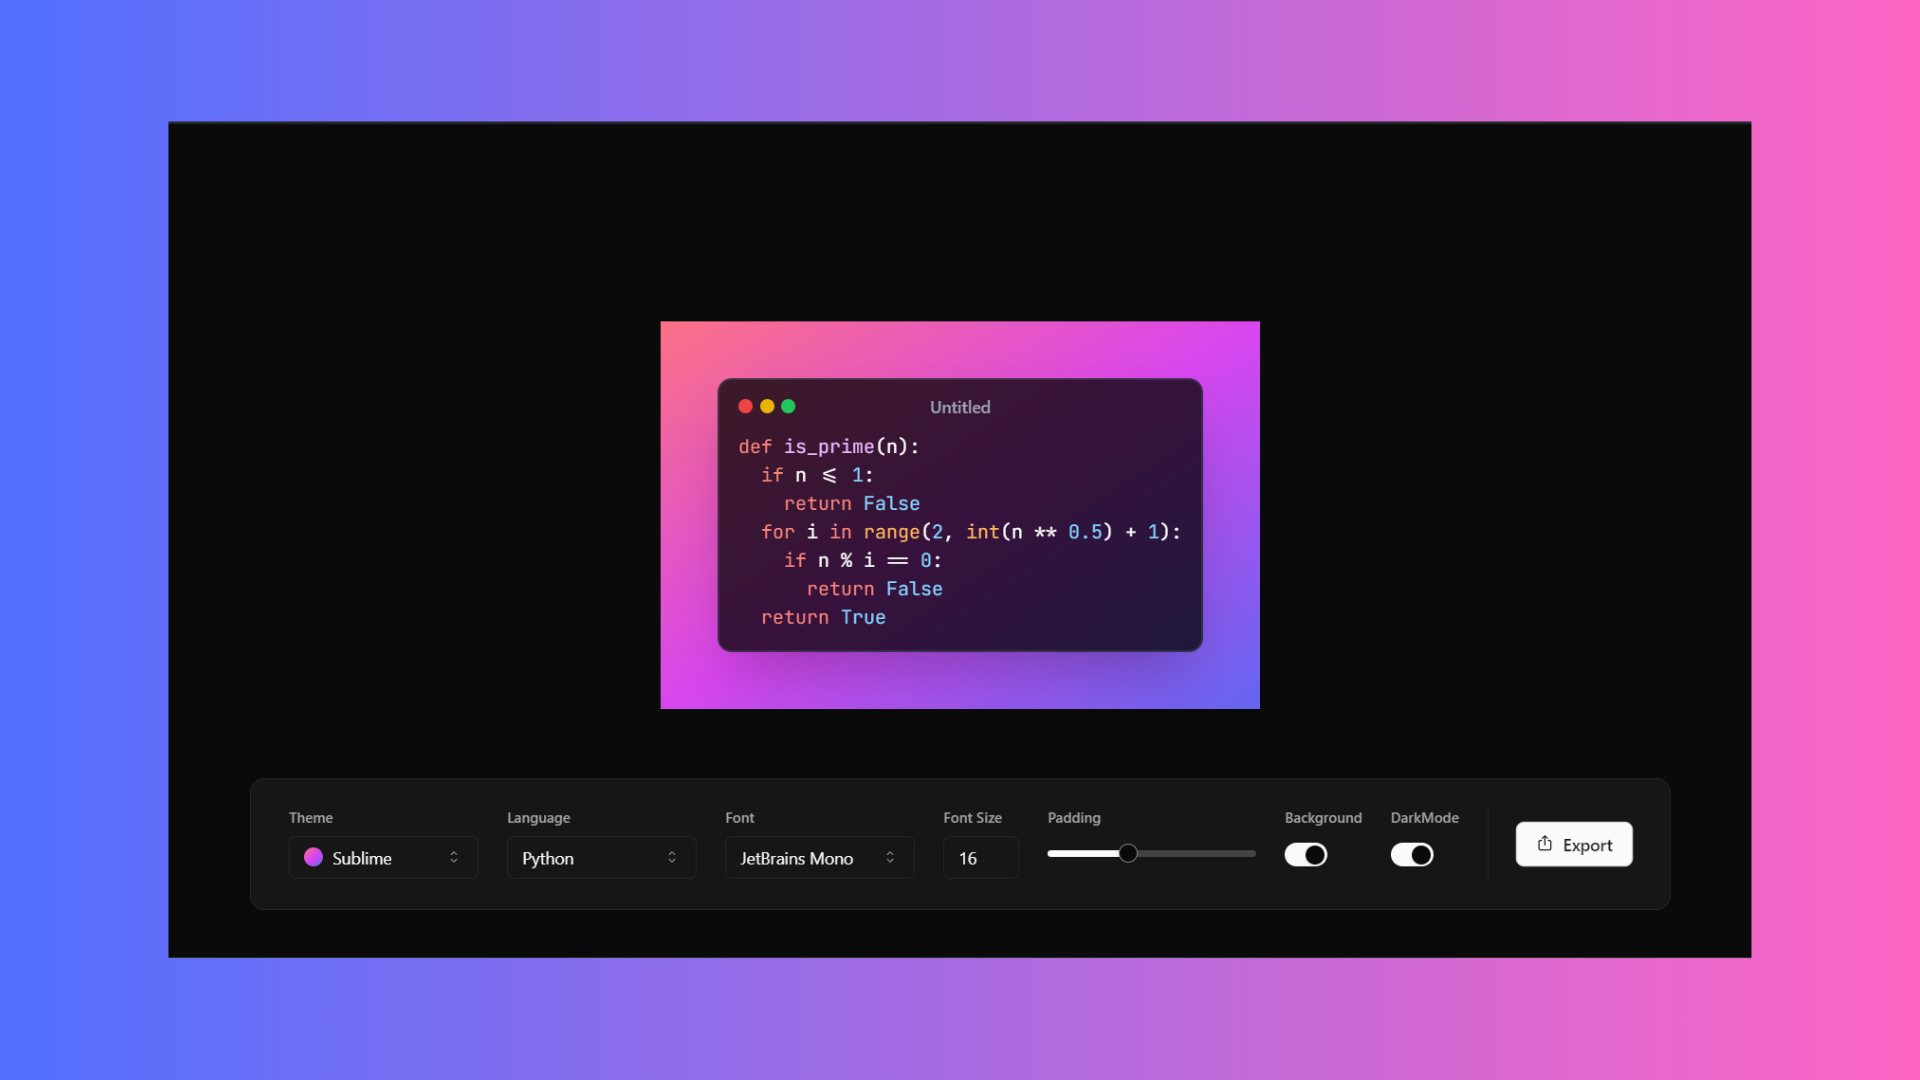 Untitled
def is_prime(n):
  if n <= 1:
    return False
  for i in range(2, int(n ** 0.5) + 1):
    if n % i == 0:
      return False
  return True
Theme Language Font Font Size Padding Background DarkMode
Sublime Python JetBrains Mono 16 Export